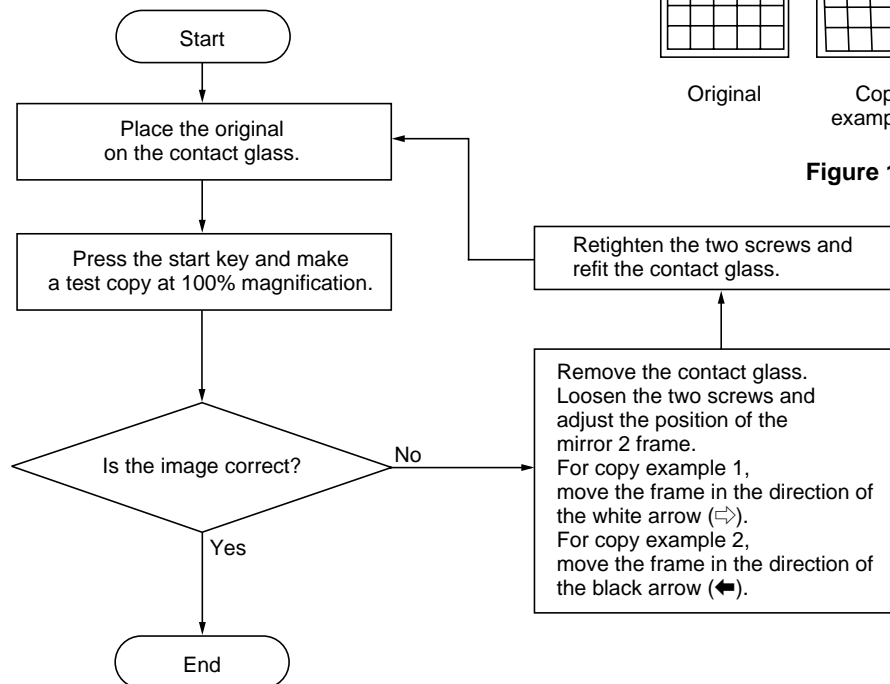 Start
Place the original
on the contact glass.
Press the start key and make
a test copy at 100% magnification.
Is the image correct?
No
Yes
End
Original
Figure
Retighten the two screws and
refit the contact glass.
Remove the contact glass.
Loosen the two screws and
adjust the position of the
mirror 2 frame.
For copy example 1,
move the frame in the direction of
the white arrow (⇨).
For copy example 2,
move the frame in the direction of
the black arrow (⬅).